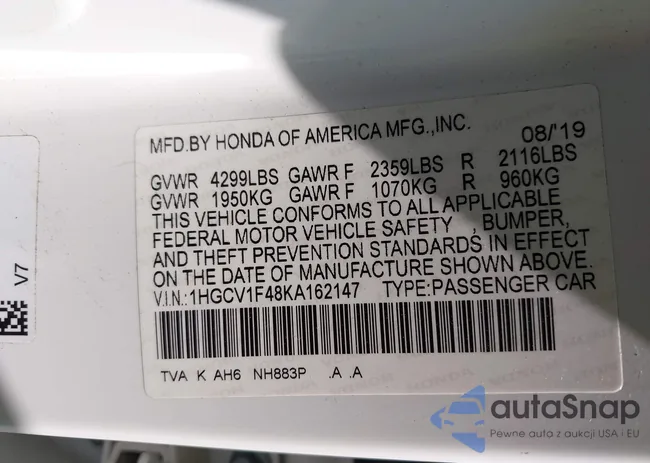 MFD.BY HONDA OF AMERICA MFG.,INC. 08/'19
GVWR 4299LBS GAWR F 2359LBS R 2116LBS
GVWR 1950KG GAWR F 1070KG R 960KG
THIS VEHICLE CONFORMS TO ALL APPLICABLE
FEDERAL MOTOR VEHICLE SAFETY , BUMPER,
AND THEFT PREVENTION STANDARDS IN EFFECT
ON THE DATE OF MANUFACTURE SHOWN ABOVE.
V.I.N.:1HGCV1F48KA162147 TYPE:PASSENGER CAR
TVA K AH6 NH883P .A .A
V7
autaSnap
Pewne auta z aukcji USA i EU